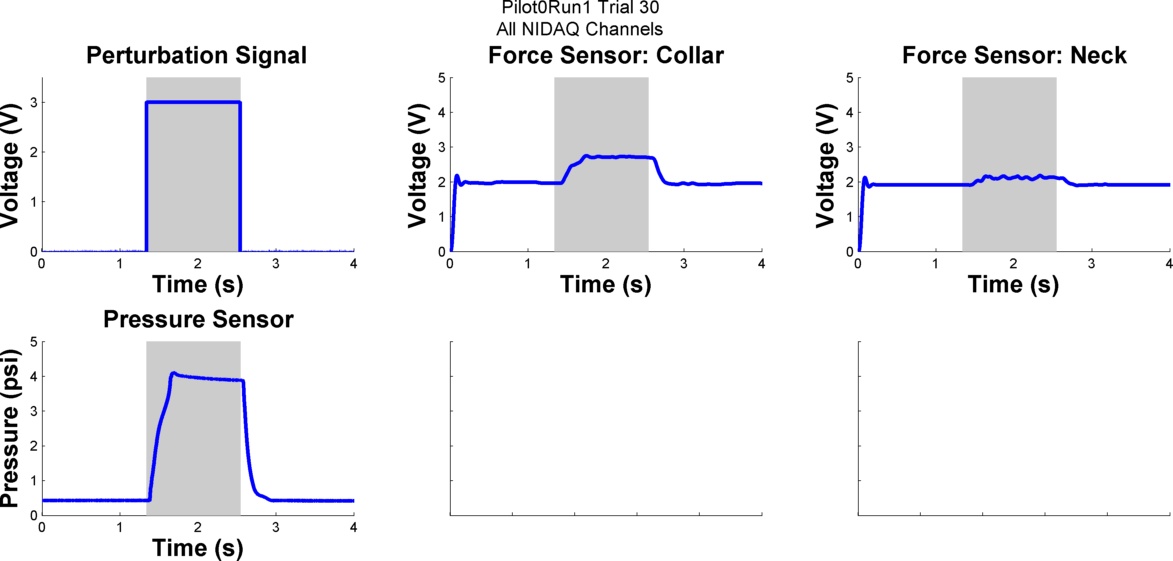 Pilot0Run1 Trial 30
All NIDAQ Channels
Perturbation Signal
Voltage (V)
3
2
1
0
0 1 2 3 4
Time (s)
Force Sensor: Collar
Voltage (V)
5
4
3
2
1
0
0 1 2 3 4
Time (s)
Force Sensor: Neck
Voltage (V)
5
4
3
2
1
0
0 1 2 3 4
Time (s)
Pressure Sensor
Pressure (psi)
5
4
3
2
1
0
0 1 2 3 4
Time (s)